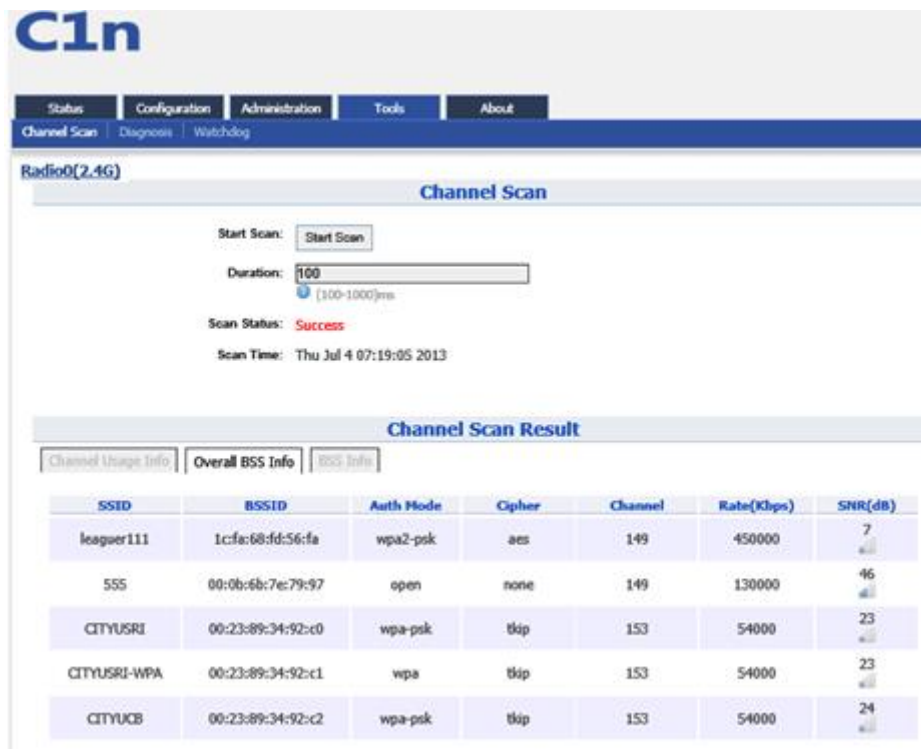 C1n
Status Configuration Administration Tools About
Channel Scan Diagnosis Watchdog
Radio0(2.4G)
Channel Scan
Start Scan: Start Scan
Duration: 100
(100-1000)ms
Scan Status: Success
Scan Time: Thu Jul 4 07:19:05 2013
Channel Scan Result
Channel Usage Info Overall BSS Info BSS Info
SSID BSSID Auth Mode Cipher Channel Rate(Kbps) SNR(dB)
leaguer111 1c:fa:68:fd:56:fa wpa2-psk aes 149 450000 7
555 00:0b:6b:7e:79:97 open none 149 130000 46
CITYUSRI 00:23:89:34:92:c0 wpa-psk tkip 153 54000 23
CITYUSRI-WPA 00:23:89:34:92:c1 wpa tkip 153 54000 23
CITYUCB 00:23:89:34:92:c2 wpa-psk tkip 153 54000 24